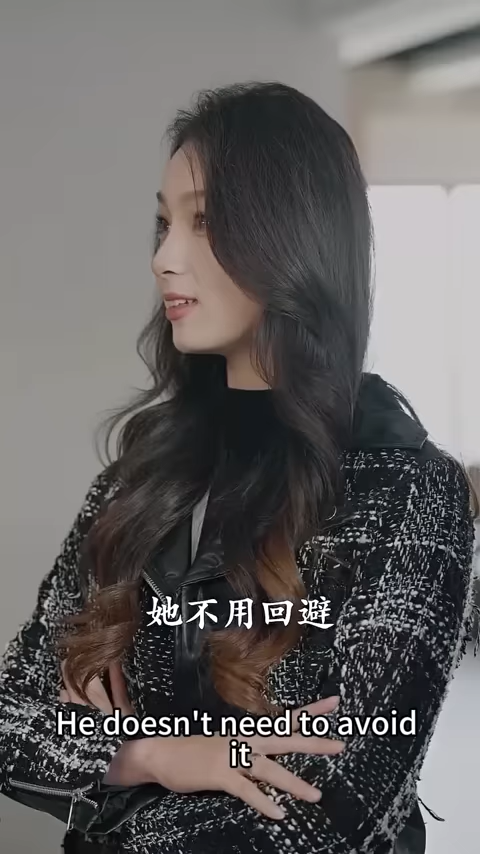 她不用回避
He doesn't need to avoid
it